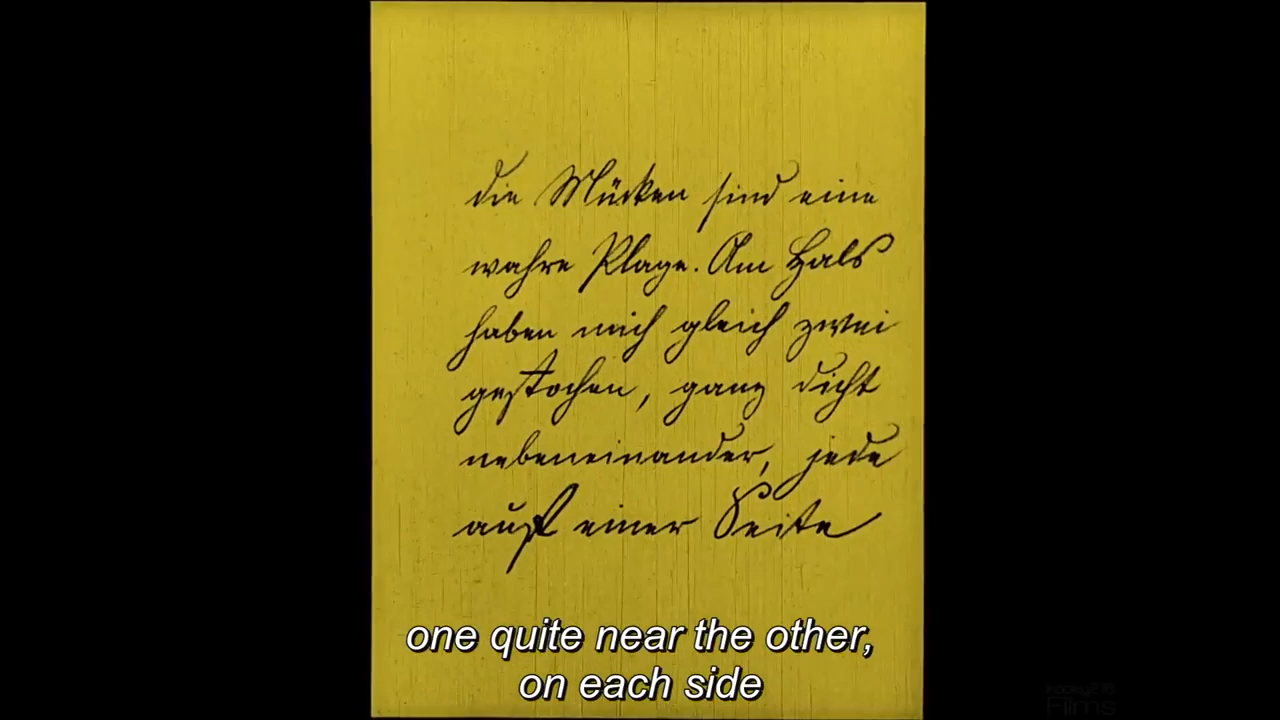 die Mücken sind eine
wahre Plage. Am Hals
haben mich gleich zwei
gestochen, ganz dicht
nebeneinander, jede
auf einer Seite
one quite near the other,
on each side
Films